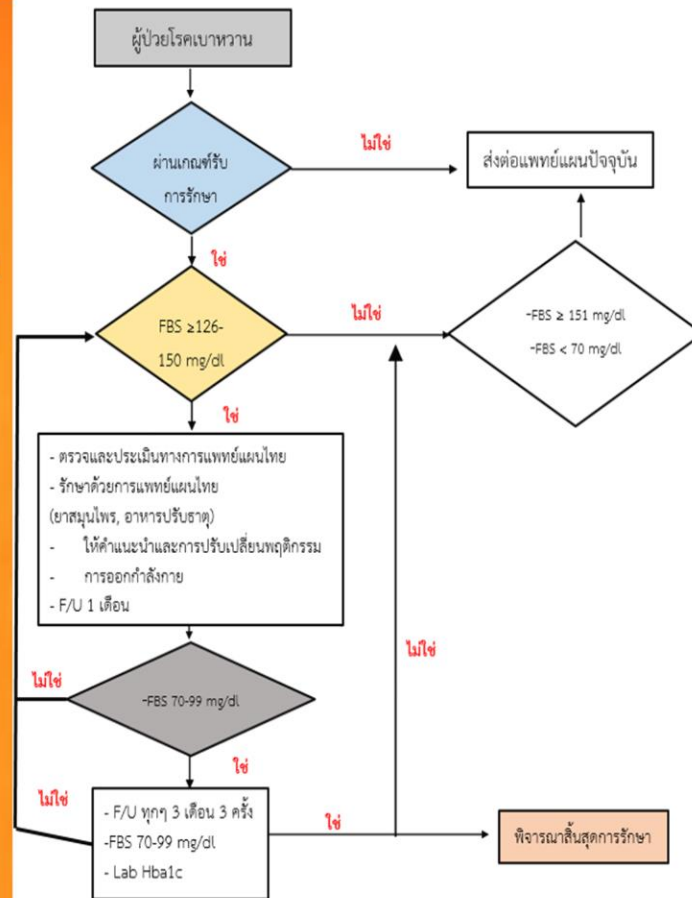 ผู้ป่วยโรคเบาหวาน
ไม่ใช่
ผ่านเกณฑ์รับ
การรักษา
ส่งต่อแพทย์แผนปัจจุบัน
ใช่
FBS ≥126-
150 mg/dl
ไม่ใช่
-FBS ≥ 151 mg/dl
-FBS < 70 mg/dl
ใช่
- ตรวจและประเมินทางการแพทย์แผนไทย
- รักษาด้วยการแพทย์แผนไทย
(ยาสมุนไพร, อาหารปรับธาตุ)
- ให้คำแนะนำและการปรับเปลี่ยนพฤติกรรม
- การออกกำลังกาย
- F/U 1 เดือน
ไม่ใช่
ไม่ใช่
-FBS 70-99 mg/dl
ใช่
ไม่ใช่
- F/U ทุกๆ 3 เดือน 3 ครั้ง
-FBS 70-99 mg/dl
- Lab Hba1c
ใช่
พิจารณาสิ้นสุดการรักษา